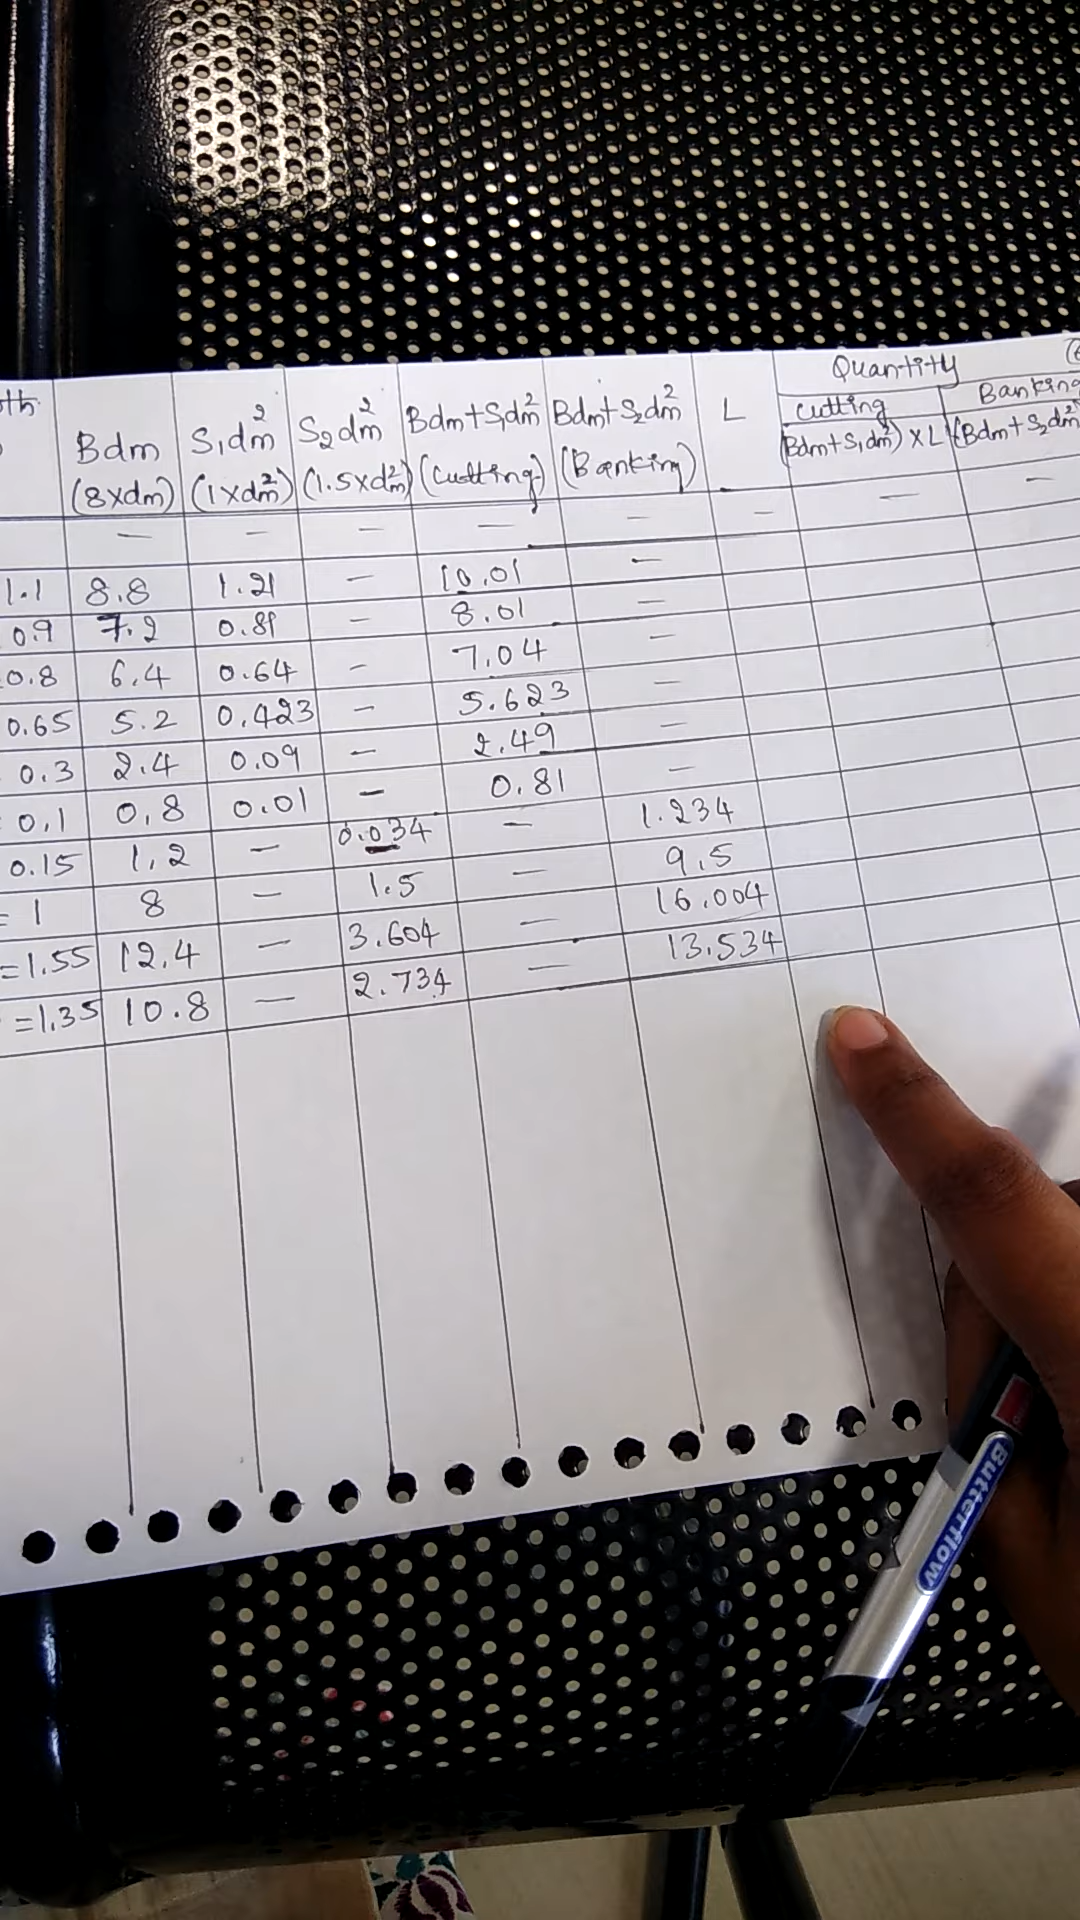 Quantity
Bdm S₁dm² S₂dm² Bdm+S₁dm² Bdm+S₂dm² L Cutting Banking
(8xdm) (1xdm²) (1.5xdm²) (Cutting) (Banking) (Bdm+S₁dm²)XL (Bdm+S₂dm²
— — — — — — — —
1.1 8.8 1.21 — 10.01 —
0.9 7.2 0.81 — 8.01 —
0.8 6.4 0.64 — 7.04 —
0.65 5.2 0.423 — 5.623 —
0.3 2.4 0.09 — 2.49 —
0.1 0.8 0.01 — 0.81 —
0.15 1.2 — 0.034 — 1.234
= 1 8 — 1.5 — 9.5
=1.55 12.4 — 3.604 — 16.004
=1.35 10.8 — 2.734 — 13.534
Butterflow